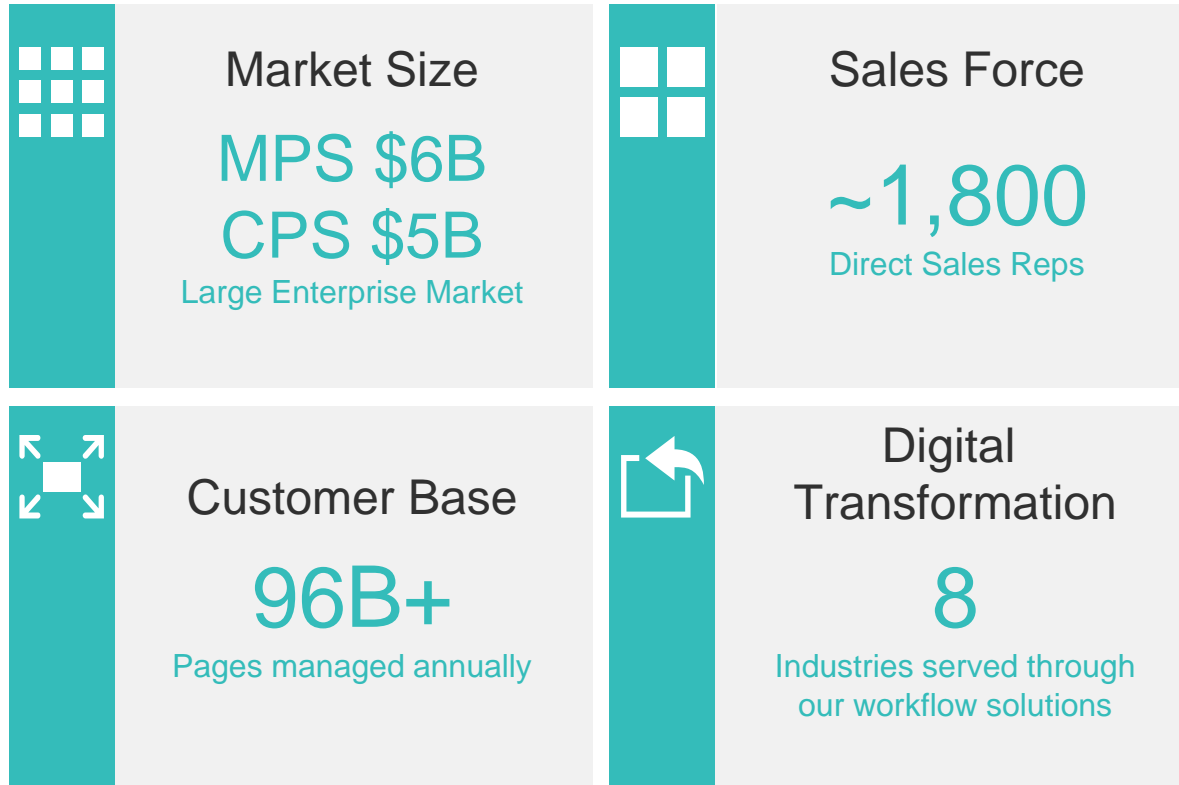 Market Size
MPS $6B
CPS $5B
Large Enterprise Market
Sales Force
~1,800
Direct Sales Reps
Customer Base
96B+
Pages managed annually
Digital
Transformation
8
Industries served through
our workflow solutions